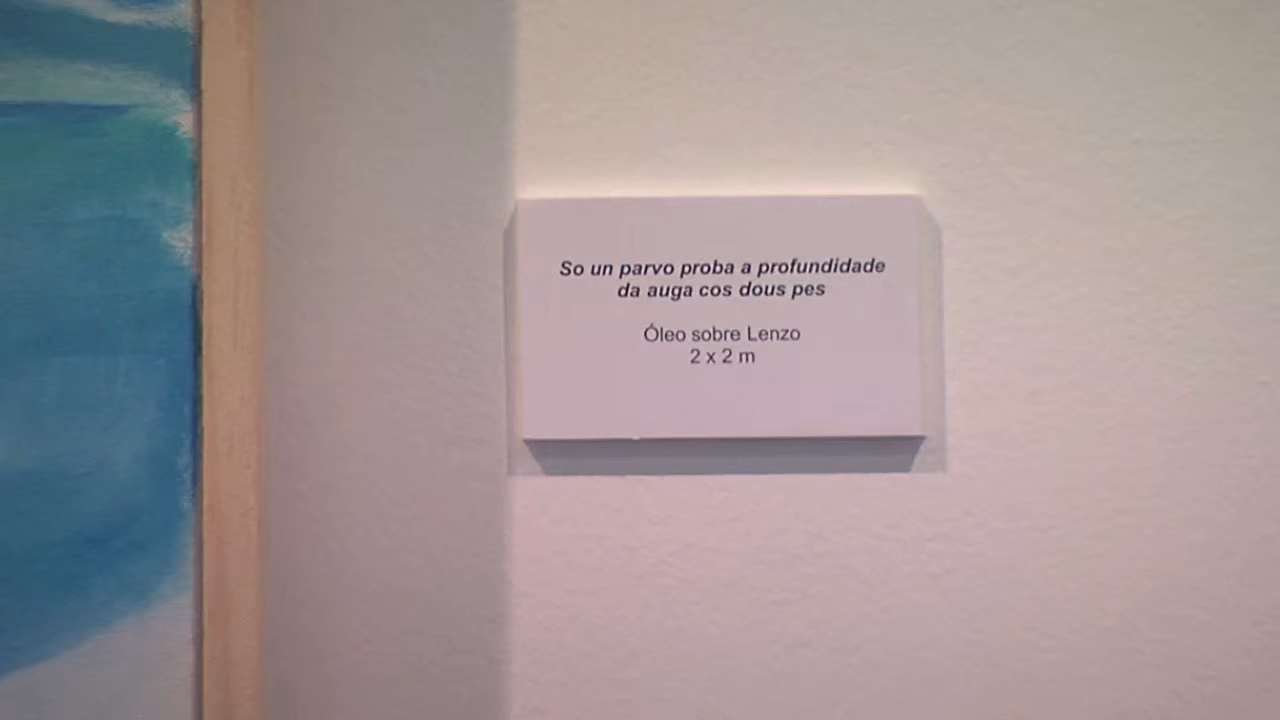 So un parvo proba a profundidade
da auga cos dous pes
Óleo sobre Lenzo
2 x 2 m